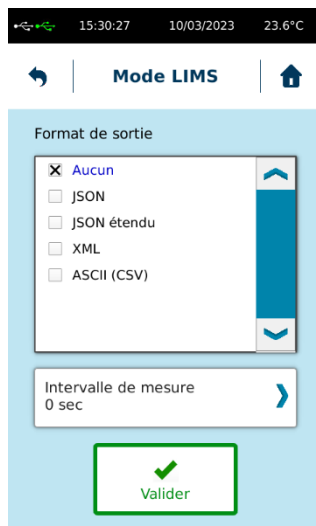 15:30:27 10/03/2023 23.6°C
Mode LIMS
Format de sortie
Aucun
JSON
JSON étendu
XML
ASCII (CSV)
Intervalle de mesure
0 sec
Valider